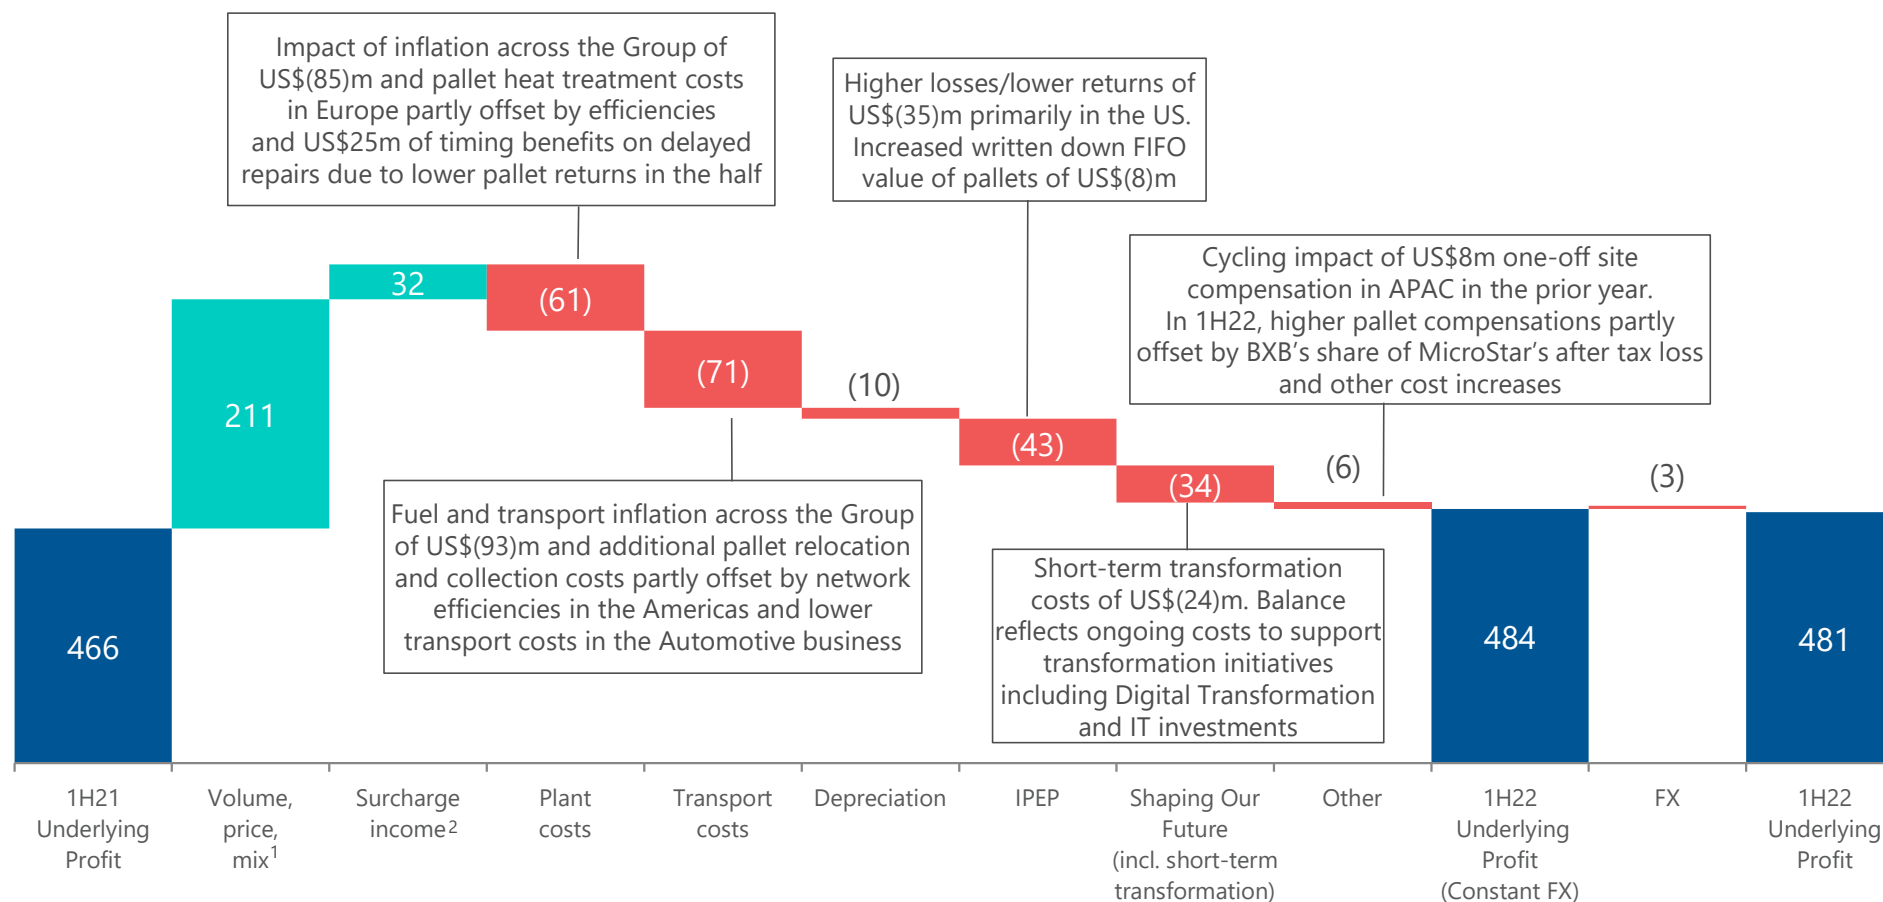 Impact of inflation across the Group of
US$(85)m and pallet heat treatment costs
in Europe partly offset by efficiencies
and US$25m of timing benefits on delayed
repairs due to lower pallet returns in the half
Higher losses/lower returns of
US$(35)m primarily in the US.
Increased written down FIFO
value of pallets of US$(8)m
Cycling impact of US$8m one-off site
compensation in APAC in the prior year.
In 1H22, higher pallet compensations partly
offset by BXB’s share of MicroStar’s after tax loss
and other cost increases
466
211
32
(61)
(71)
(10)
(43)
(34)
(6)
484
(3)
481
Fuel and transport inflation across the Group
of US$(93)m and additional pallet relocation
and collection costs partly offset by network
efficiencies in the Americas and lower
transport costs in the Automotive business
Short-term transformation
costs of US$(24)m. Balance
reflects ongoing costs to support
transformation initiatives
including Digital Transformation
and IT investments
1H21
Underlying
Profit
Volume,
price,
mix1
Surcharge
income2
Plant
costs
Transport
costs
Depreciation
IPEP
Shaping Our
Future
(incl. short-term
transformation)
Other
1H22
Underlying
Profit
(Constant FX)
FX
1H22
Underlying
Profit